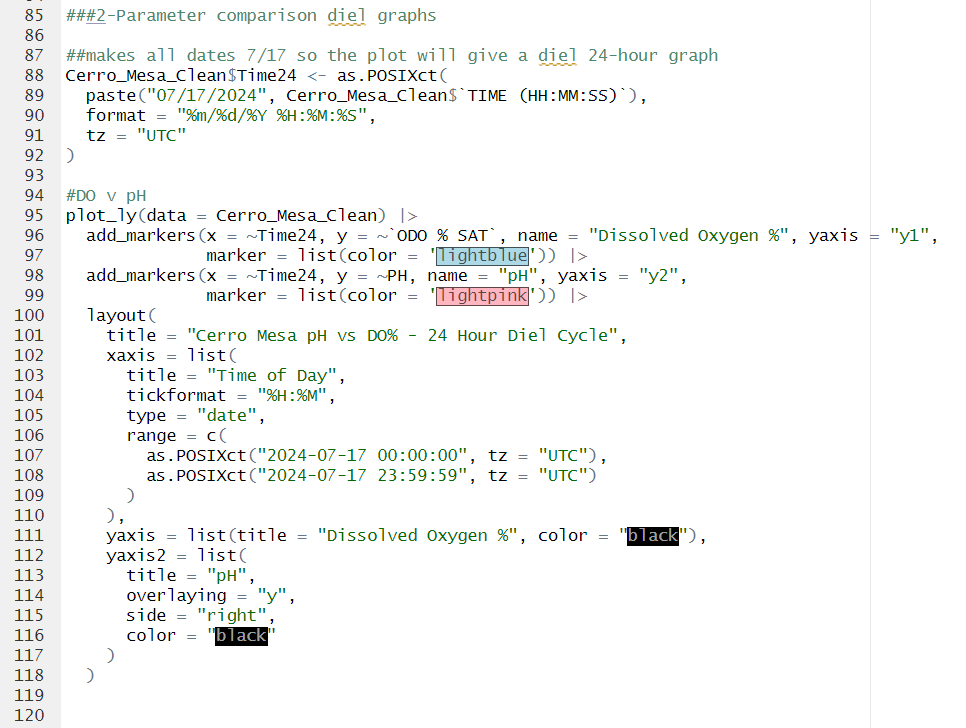 85 ###2-Parameter comparison diel graphs
86
87 ##makes all dates 7/17 so the plot will give a diel 24-hour graph
88 Cerro_Mesa_Clean$Time24 <- as.POSIXct(
89   paste("07/17/2024", Cerro_Mesa_Clean$`TIME (HH:MM:SS)`),
90   format = "%m/%d/%Y %H:%M:%S",
91   tz = "UTC"
92 )
93
94 #DO v pH
95 plot_ly(data = Cerro_Mesa_Clean) |>
96   add_markers(x = ~Time24, y = ~`ODO % SAT`, name = "Dissolved Oxygen %", yaxis = "y1",
97               marker = list(color = 'lightblue')) |>
98   add_markers(x = ~Time24, y = ~PH, name = "pH", yaxis = "y2",
99               marker = list(color = 'lightpink')) |>
100   layout(
101     title = "Cerro Mesa pH vs DO% - 24 Hour Diel Cycle",
102     xaxis = list(
103       title = "Time of Day",
104       tickformat = "%H:%M",
105       type = "date",
106       range = c(
107         as.POSIXct("2024-07-17 00:00:00", tz = "UTC"),
108         as.POSIXct("2024-07-17 23:59:59", tz = "UTC")
109       )
110     ),
111     yaxis = list(title = "Dissolved Oxygen %", color = "black"),
112     yaxis2 = list(
113       title = "pH",
114       overlaying = "y",
115       side = "right",
116       color = "black"
117     )
118   )
119
120